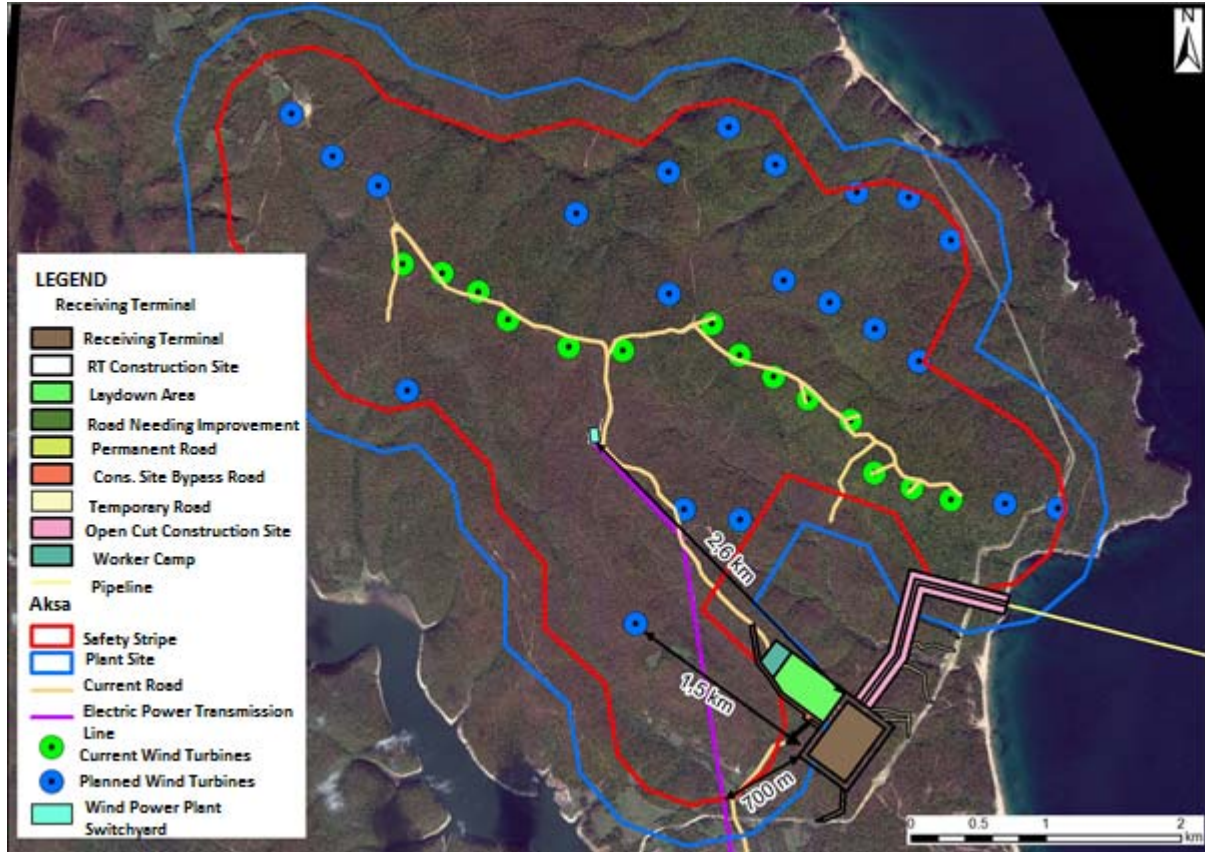 N
LEGEND
Receiving Terminal
Receiving Terminal
RT Construction Site
Laydown Area
Road Needing Improvement
Permanent Road
Cons. Site Bypass Road
Temporary Road
Open Cut Construction Site
Worker Camp
Pipeline
Aksa
Safety Stripe
Plant Site
Current Road
Electric Power Transmission
Line
Current Wind Turbines
Planned Wind Turbines
Wind Power Plant
Switchyard
2,6 km
1,5 km
700 m
0 0.5 1 2
km